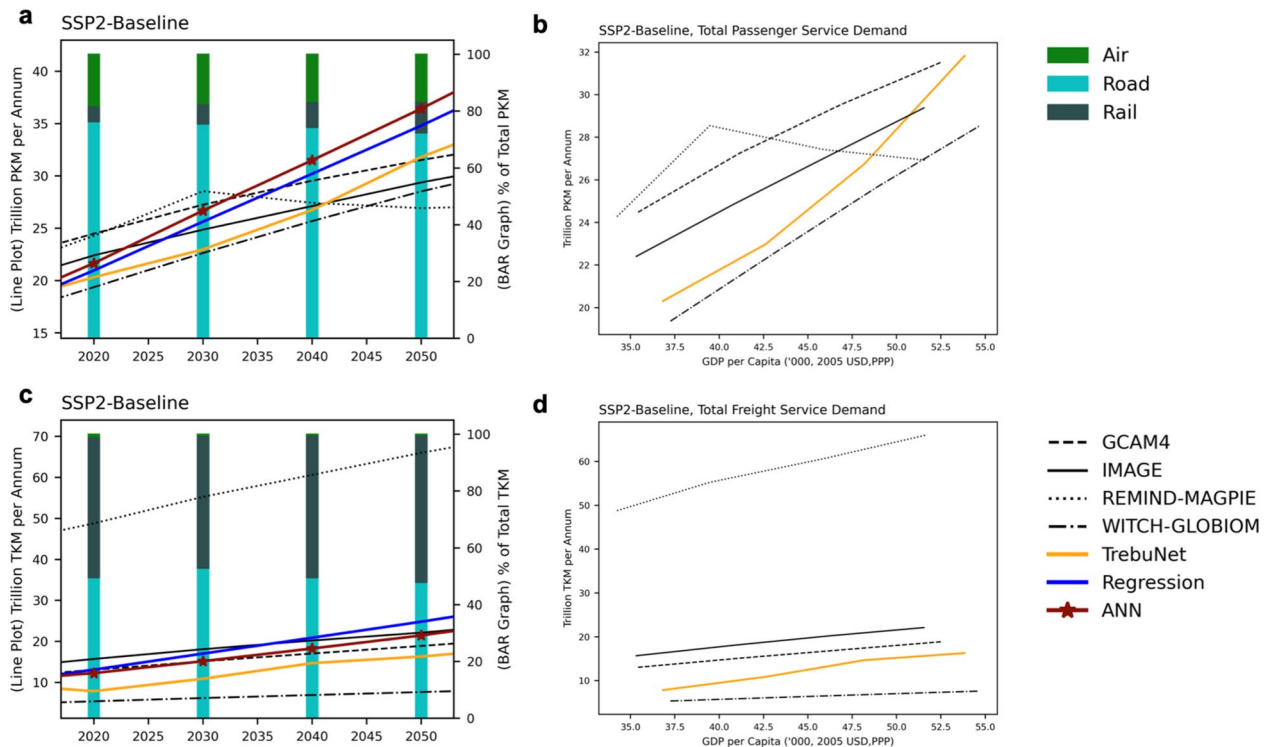 a
SSP2-Baseline
(Line Plot) Trillion PKM per Annum
40
35
30
25
20
15
100
80
60
40
20
0
(BAR Graph) % of Total PKM
2020 2025 2030 2035 2040 2045 2050
b
SSP2-Baseline, Total Passenger Service Demand
Trillion PKM per Annum
32
30
28
26
24
22
20
35.0 37.5 40.0 42.5 45.0 47.5 50.0 52.5 55.0
GDP per Capita ('000, 2005 USD,PPP)
Air
Road
Rail
c
SSP2-Baseline
(Line Plot) Trillion TKM per Annum
70
60
50
40
30
20
10
100
80
60
40
20
0
(BAR Graph) % of Total TKM
2020 2025 2030 2035 2040 2045 2050
d
SSP2-Baseline, Total Freight Service Demand
Trillion TKM per Annum
60
50
40
30
20
10
35.0 37.5 40.0 42.5 45.0 47.5 50.0 52.5 55.0
GDP per Capita ('000, 2005 USD,PPP)
GCAM4
IMAGE
REMIND-MAGPIE
WITCH-GLOBIOM
TrebuNet
Regression
ANN